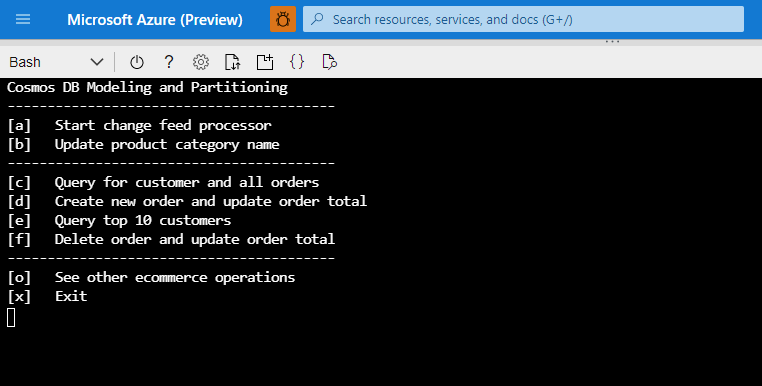 Microsoft Azure (Preview)
Search resources, services, and docs (G+/)
Bash
Cosmos DB Modeling and Partitioning
-----------------------------------------
[a]   Start change feed processor
[b]   Update product category name
-----------------------------------------
[c]   Query for customer and all orders
[d]   Create new order and update order total
[e]   Query top 10 customers
[f]   Delete order and update order total
-----------------------------------------
[o]   See other ecommerce operations
[x]   Exit